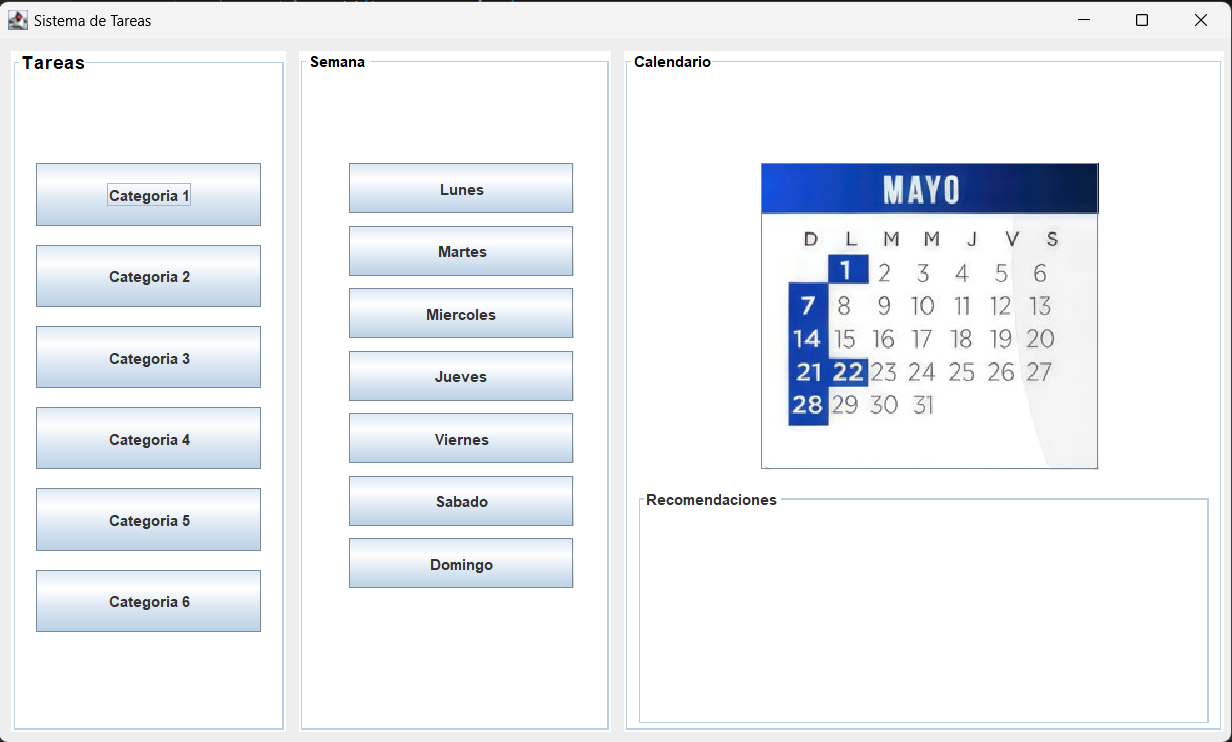 Sistema de Tareas
Tareas
Categoria 1
Categoria 2
Categoria 3
Categoria 4
Categoria 5
Categoria 6
Semana
Lunes
Martes
Miercoles
Jueves
Viernes
Sabado
Domingo
Calendario
MAYO
D L M M J V S
1 2 3 4 5 6
7 8 9 10 11 12 13
14 15 16 17 18 19 20
21 22 23 24 25 26 27
28 29 30 31
Recomendaciones